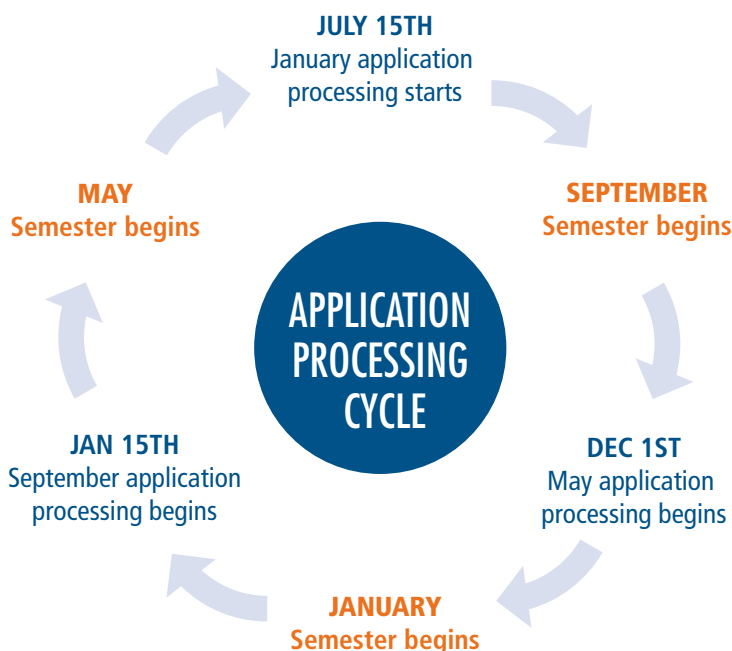 JULY 15TH
January application
processing starts
SEPTEMBER
Semester begins
DEC 1ST
May application
processing begins
JANUARY
Semester begins
JAN 15TH
September application
processing begins
MAY
Semester begins
APPLICATION
PROCESSING
CYCLE